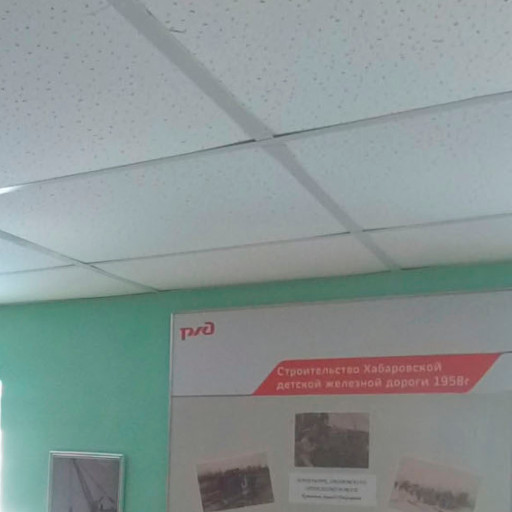 ржд
Строительство Хабаровской
детской железной дороги 1958г